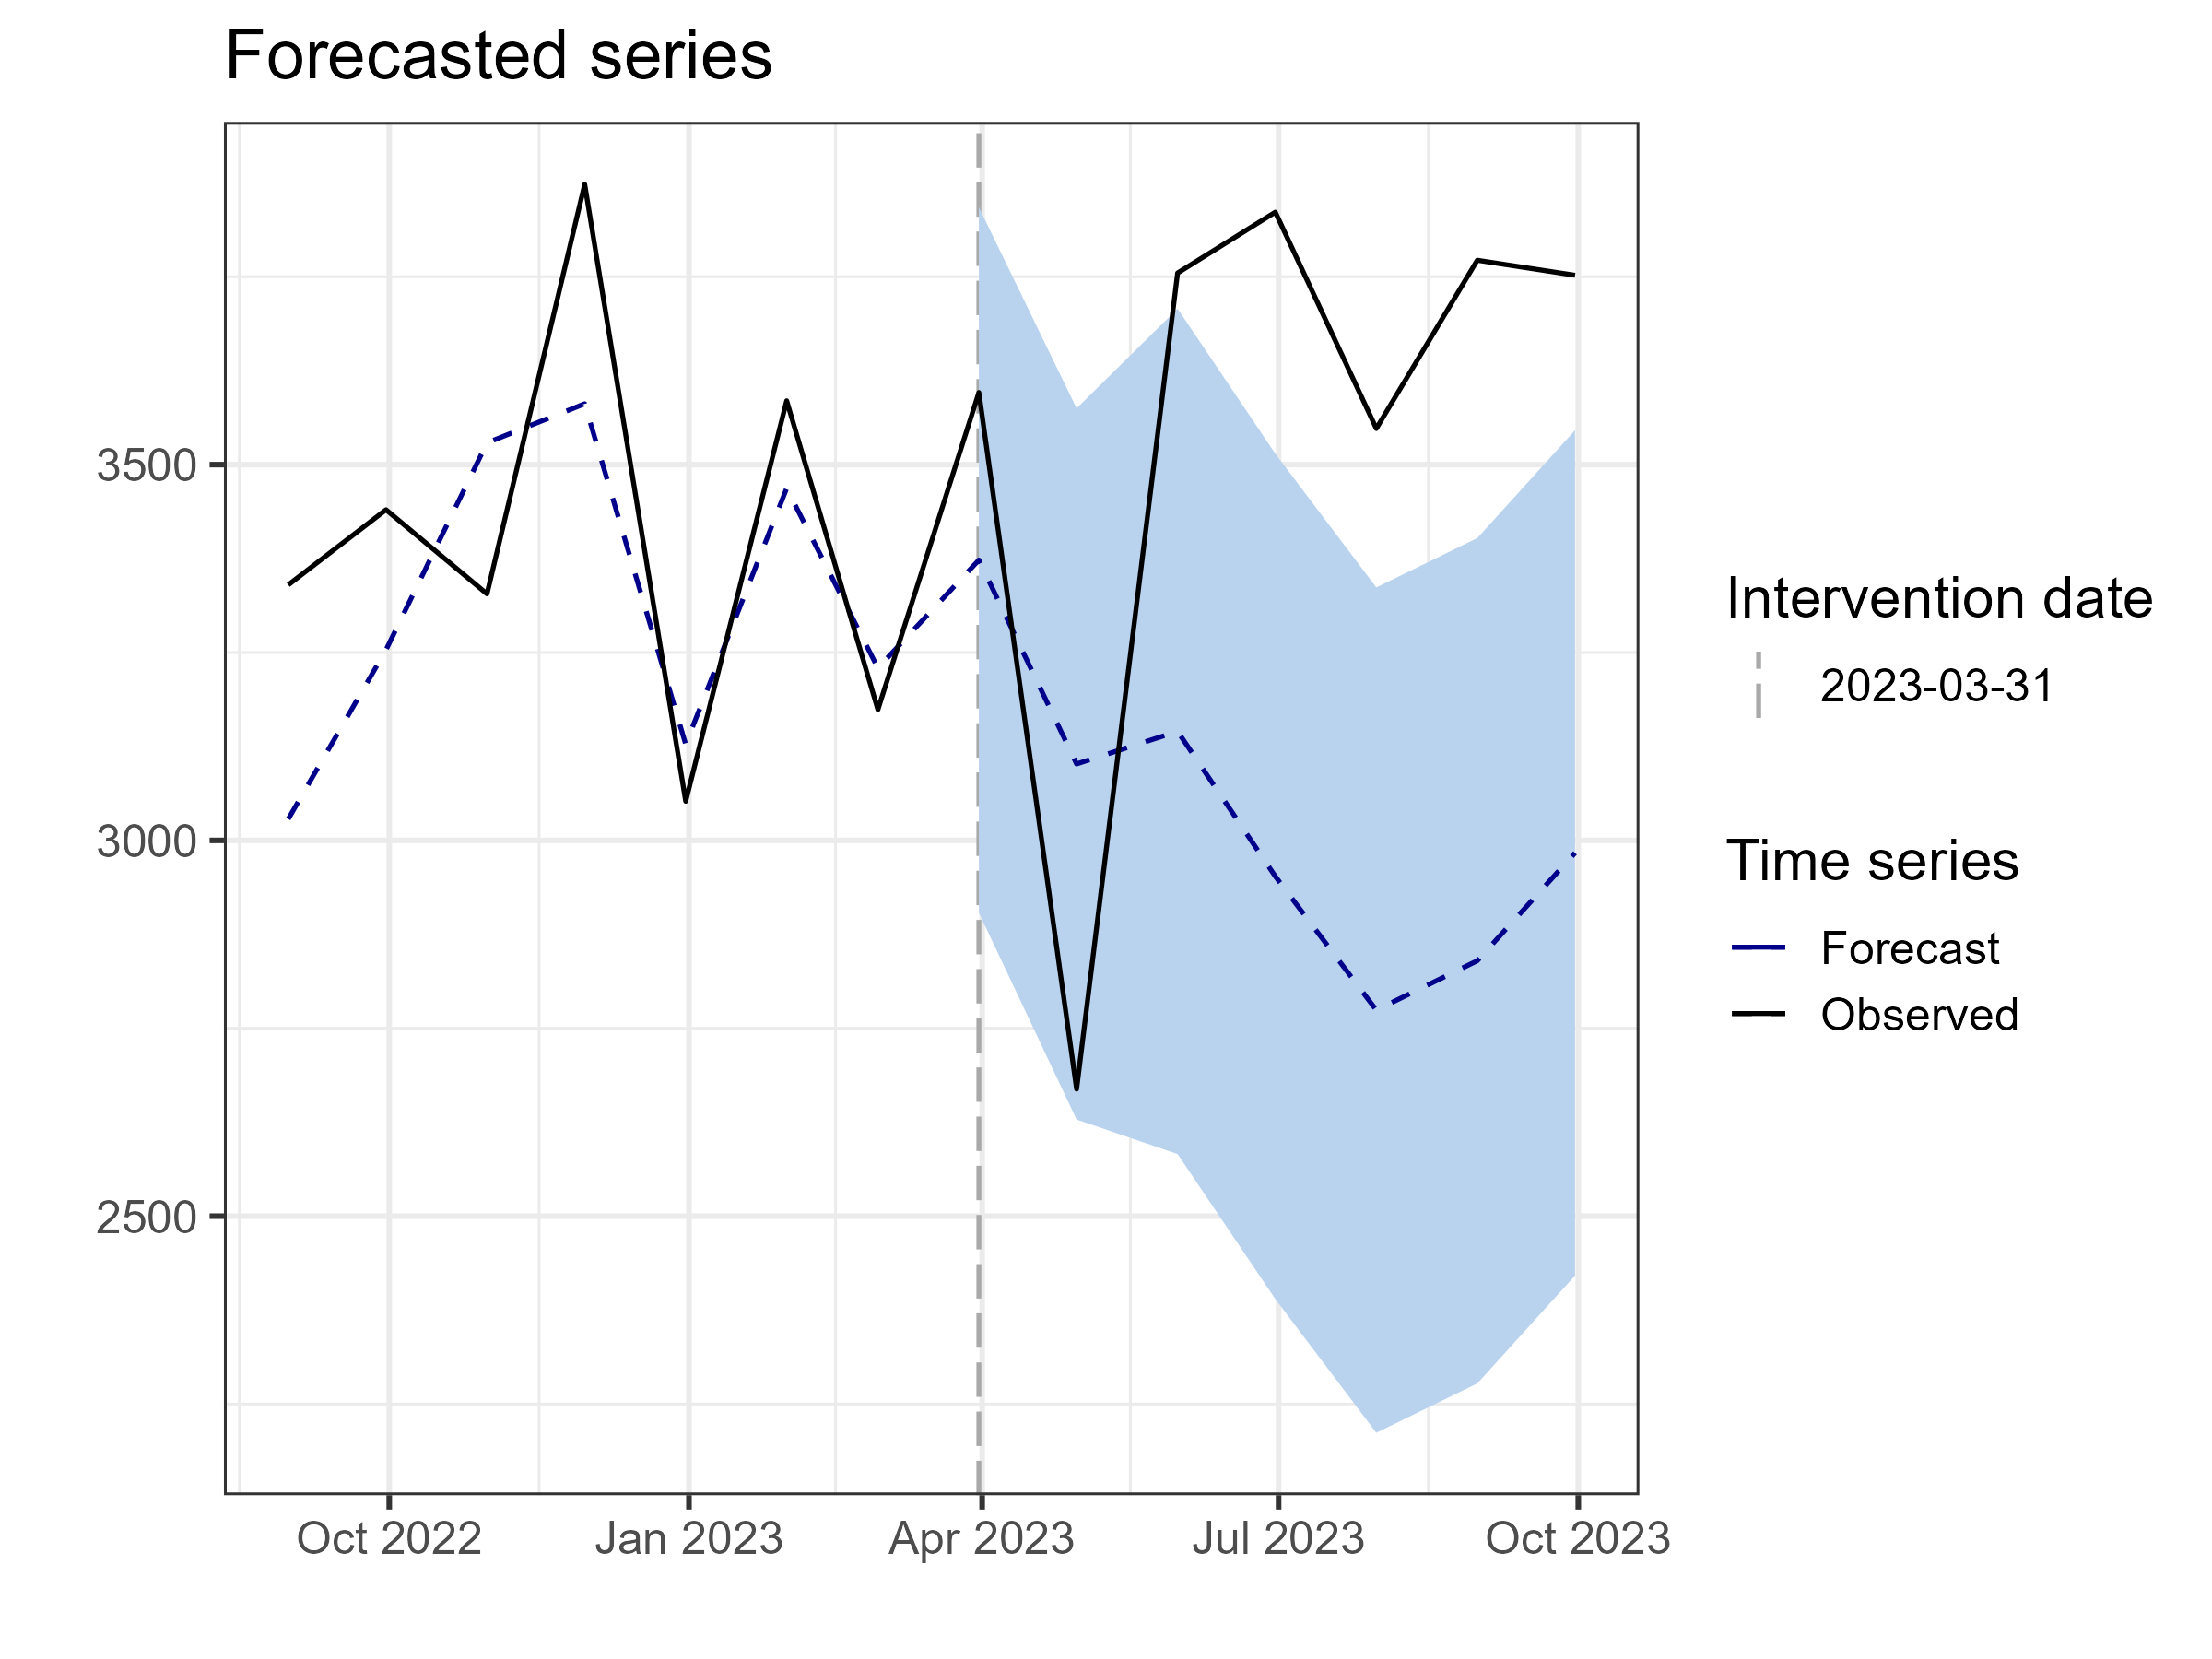 Forecasted series
3500
3000
2500
Oct 2022
Jan 2023
Apr 2023
Jul 2023
Oct 2023
Intervention date
2023-03-31
Time series
Forecast
Observed